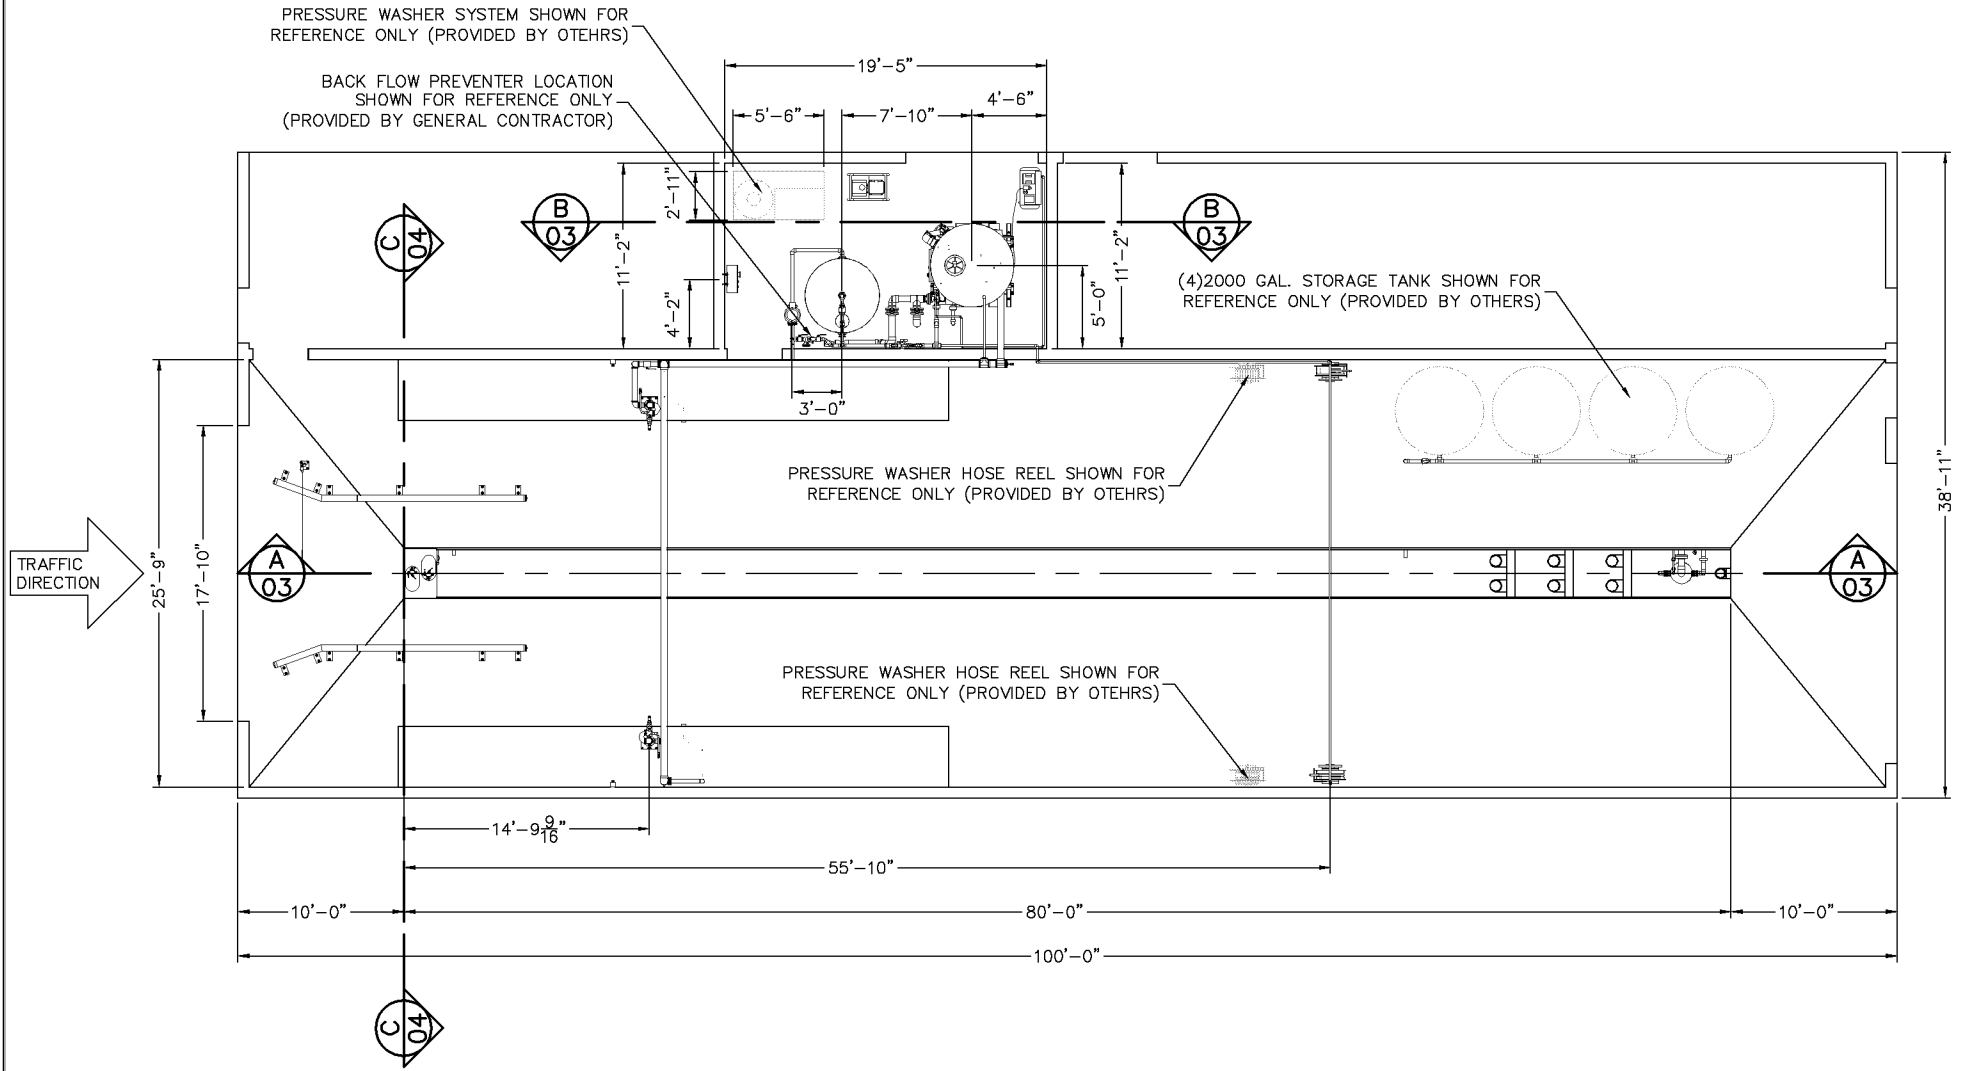 PRESSURE WASHER SYSTEM SHOWN FOR
REFERENCE ONLY (PROVIDED BY OTEHRS)
BACK FLOW PREVENTER LOCATION
SHOWN FOR REFERENCE ONLY
(PROVIDED BY GENERAL CONTRACTOR)
19'-5"
5'-6"
7'-10"
4'-6"
2'-11"
11'-2"
4'-2"
11'-2"
5'-0"
3'-0"
B
03
B
03
C
04
(4)2000 GAL. STORAGE TANK SHOWN FOR
REFERENCE ONLY (PROVIDED BY OTHERS)
PRESSURE WASHER HOSE REEL SHOWN FOR
REFERENCE ONLY (PROVIDED BY OTEHRS)
38'-11"
TRAFFIC
DIRECTION
25'-9"
17'-10"
A
03
A
03
PRESSURE WASHER HOSE REEL SHOWN FOR
REFERENCE ONLY (PROVIDED BY OTEHRS)
14'-9 9/16"
55'-10"
10'-0"
80'-0"
10'-0"
100'-0"
C
04